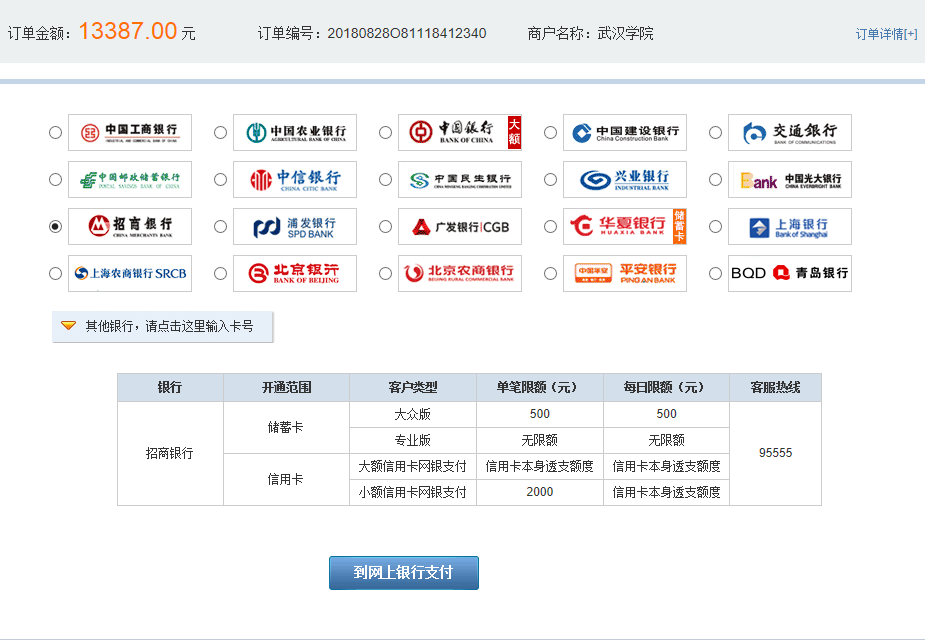 订单金额：13387.00 元 订单编号：20180828O81118412340 商户名称：武汉学院 订单详情[+]
中国工商银行 INDUSTRIAL AND COMMERCIAL BANK OF CHINA 中国农业银行 AGRICULTURAL BANK OF CHINA 中国银行 BANK OF CHINA 大额 中国建设银行 China Construction Bank 交通银行 BANK OF COMMUNICATIONS
中国邮政储蓄银行 POSTAL SAVINGS BANK OF CHINA 中信银行 CHINA CITIC BANK 中国民生银行 CHINA MINSHENG BANKING CORPORATION LIMITED 兴业银行 INDUSTRIAL BANK Bank 中国光大银行 CHINA EVERBRIGHT BANK
招商银行 CHINA MERCHANTS BANK 浦发银行 SPD BANK 广发银行|CGB 华夏银行 HUAXIA BANK 储蓄卡 上海银行 Bank of Shanghai
上海农商银行 SRCB 北京银行 BANK OF BEIJING 北京农商银行 BEIJING RURAL COMMERCIAL BANK 中国平安 平安银行 PING AN BANK BQD 青岛银行
其他银行，请点击这里输入卡号
银行 开通范围 客户类型 单笔限额（元） 每日限额（元） 客服热线
招商银行 储蓄卡 大众版 500 500 95555
专业版 无限额 无限额
信用卡 大额信用卡网银支付 信用卡本身透支额度 信用卡本身透支额度
小额信用卡网银支付 2000 信用卡本身透支额度
到网上银行支付